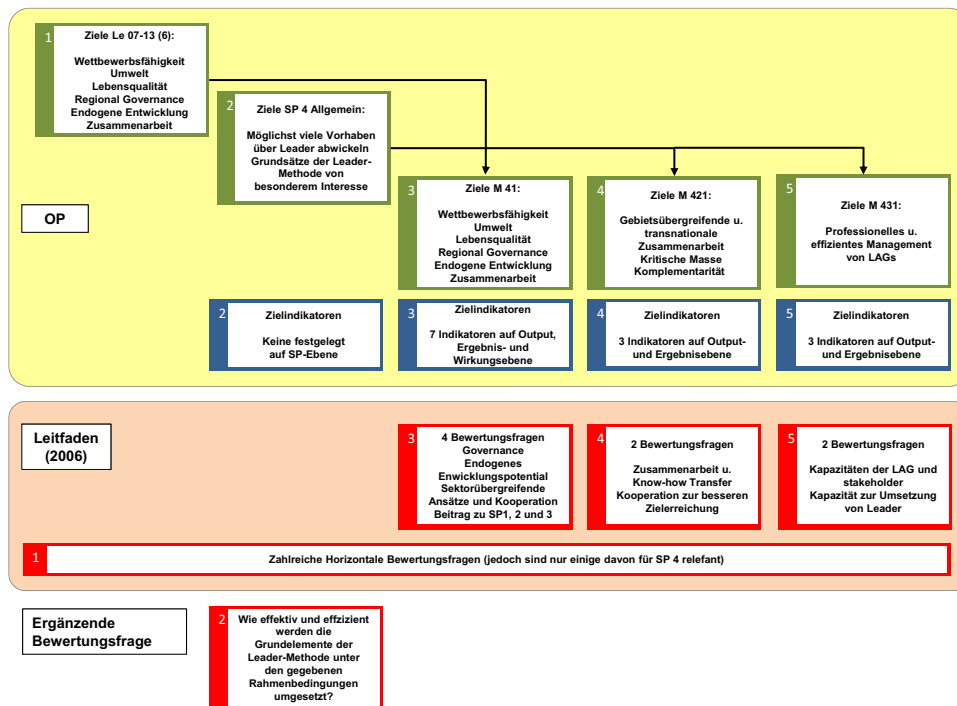 1
Ziele Le 07-13 (6):
Wettbewerbsfähigkeit
Umwelt
Lebensqualität
Regional Governance
Endogene Entwicklung
Zusammenarbeit
2
Ziele SP 4 Allgemein:
Möglichst viele Vorhaben
über Leader abwickeln
Grundsätze der Leader-
Methode von
besonderem Interesse
3
Ziele M 41:
Wettbewerbsfähigkeit
Umwelt
Lebensqualität
Regional Governance
Endogene Entwicklung
Zusammenarbeit
4
Ziele M 421:
Gebietsübergreifende u.
transnationale
Zusammenarbeit
Kritische Masse
Komplementarität
5
Ziele M 431:
Professionelles u.
effizientes Management
von LAGs
OP
2
Zielindikatoren
Keine festgelegt
auf SP-Ebene
3
Zielindikatoren
7 Indikatoren auf Output,
Ergebnis- und
Wirkungsebene
4
Zielindikatoren
3 Indikatoren auf Output-
und Ergebnisebene
5
Zielindikatoren
3 Indikatoren auf Output-
und Ergebnisebene
Leitfaden
(2006)
3
4 Bewertungsfragen
Governance
Endogenes
Enwicklungspotential
Sektorübergreifende
Ansätze und Kooperation
Beitrag zu SP1, 2 und 3
4
2 Bewertungsfragen
Zusammenarbeit u.
Know-how Transfer
Kooperation zur besseren
Zielerreichung
5
2 Bewertungsfragen
Kapazitäten der LAG und
stakeholder
Kapazität zur Umsetzung
von Leader
1
Zahlreiche Horizontale Bewertungsfragen (jedoch sind nur einige davon für SP 4 relefant)
Ergänzende
Bewertungsfrage
2
Wie effektiv und effzizient
werden die
Grundelemente der
Leader-Methode unter
den gegebenen
Rahmenbedingungen
umgesetzt?